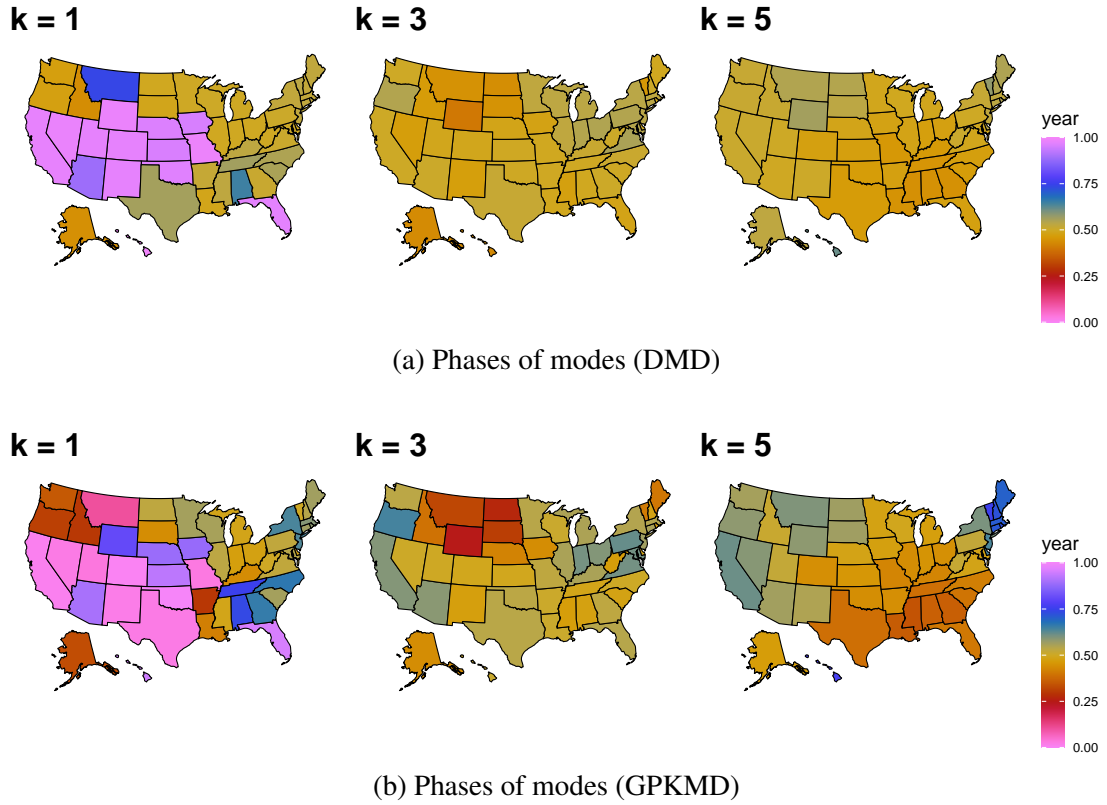 k = 1
k = 3
k = 5
year
1.00
0.75
0.50
0.25
0.00
(a) Phases of modes (DMD)
k = 1
k = 3
k = 5
year
1.00
0.75
0.50
0.25
0.00
(b) Phases of modes (GPKMD)